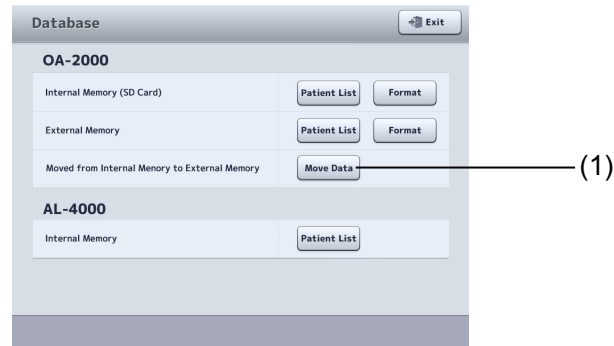 Database
Exit
OA-2000
Internal Memory (SD Card) Patient List Format
External Memory Patient List Format
Moved from Internal Menory to External Memory Move Data (1)
AL-4000
Internal Memory Patient List